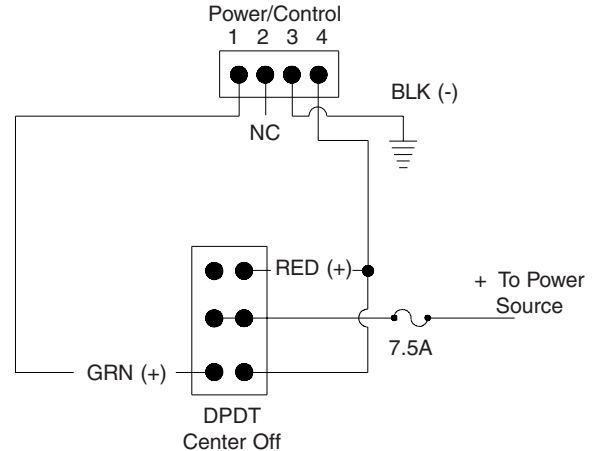 Power/Control
1 2 3 4
BLK (-)
NC
RED (+)
+ To Power
Source
7.5A
GRN (+)
DPDT
Center Off